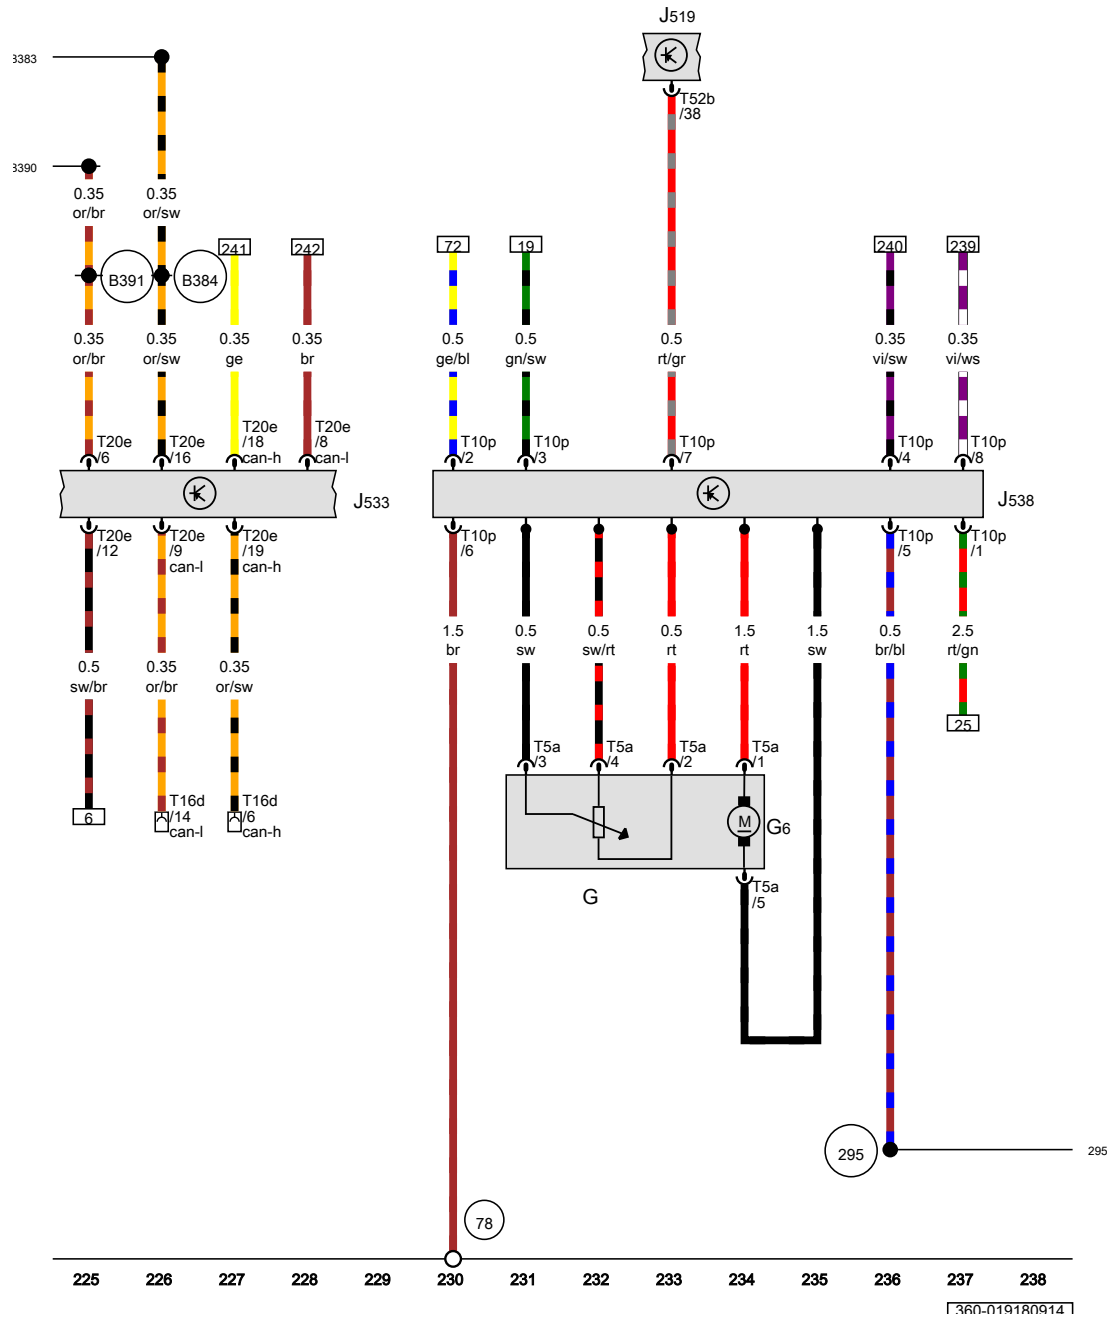 J519
B383
T52b
/38
B390
0.35
or/br
0.35
or/sw
241
242
72
19
240
239
B391
B384
0.35
or/br
0.35
or/sw
0.35
ge
0.35
br
0.5
ge/bl
0.5
gn/sw
0.5
rt/gr
0.35
vi/sw
0.35
vi/ws
T20e
/6
T20e
/16
T20e
/18
can-h
T20e
/8
can-l
T10p
/2
T10p
/3
T10p
/7
T10p
/4
T10p
/8
J533
J538
T20e
/12
T20e
/9
can-l
T20e
/19
can-h
T10p
/6
T10p
/5
T10p
/1
1.5
br
0.5
sw
0.5
sw/rt
0.5
rt
1.5
rt
1.5
sw
0.5
br/bl
2.5
rt/gn
0.5
sw/br
0.35
or/br
0.35
or/sw
25
T5a
/3
T5a
/4
T5a
/2
T5a
/1
6
T16d
/14
can-l
T16d
/6
can-h
M
G6
G
T5a
/5
295
295
78
225 226 227 228 229 230 231 232 233 234 235 236 237 238
360-019180914